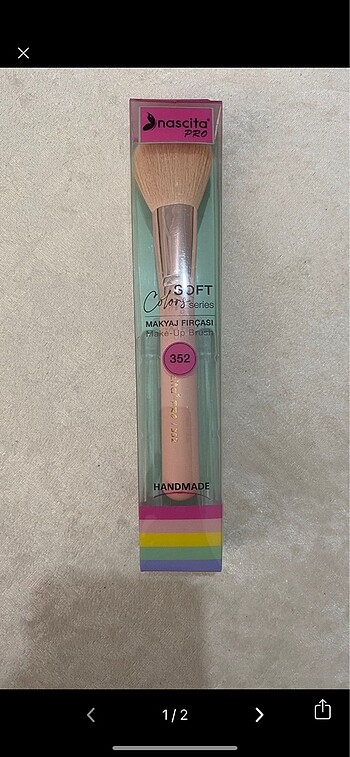 nascita®
PRO
SOFT
Colors series
MAKYAJ FIRÇASI
Make-Up Brush
352
HANDMADE
1/2